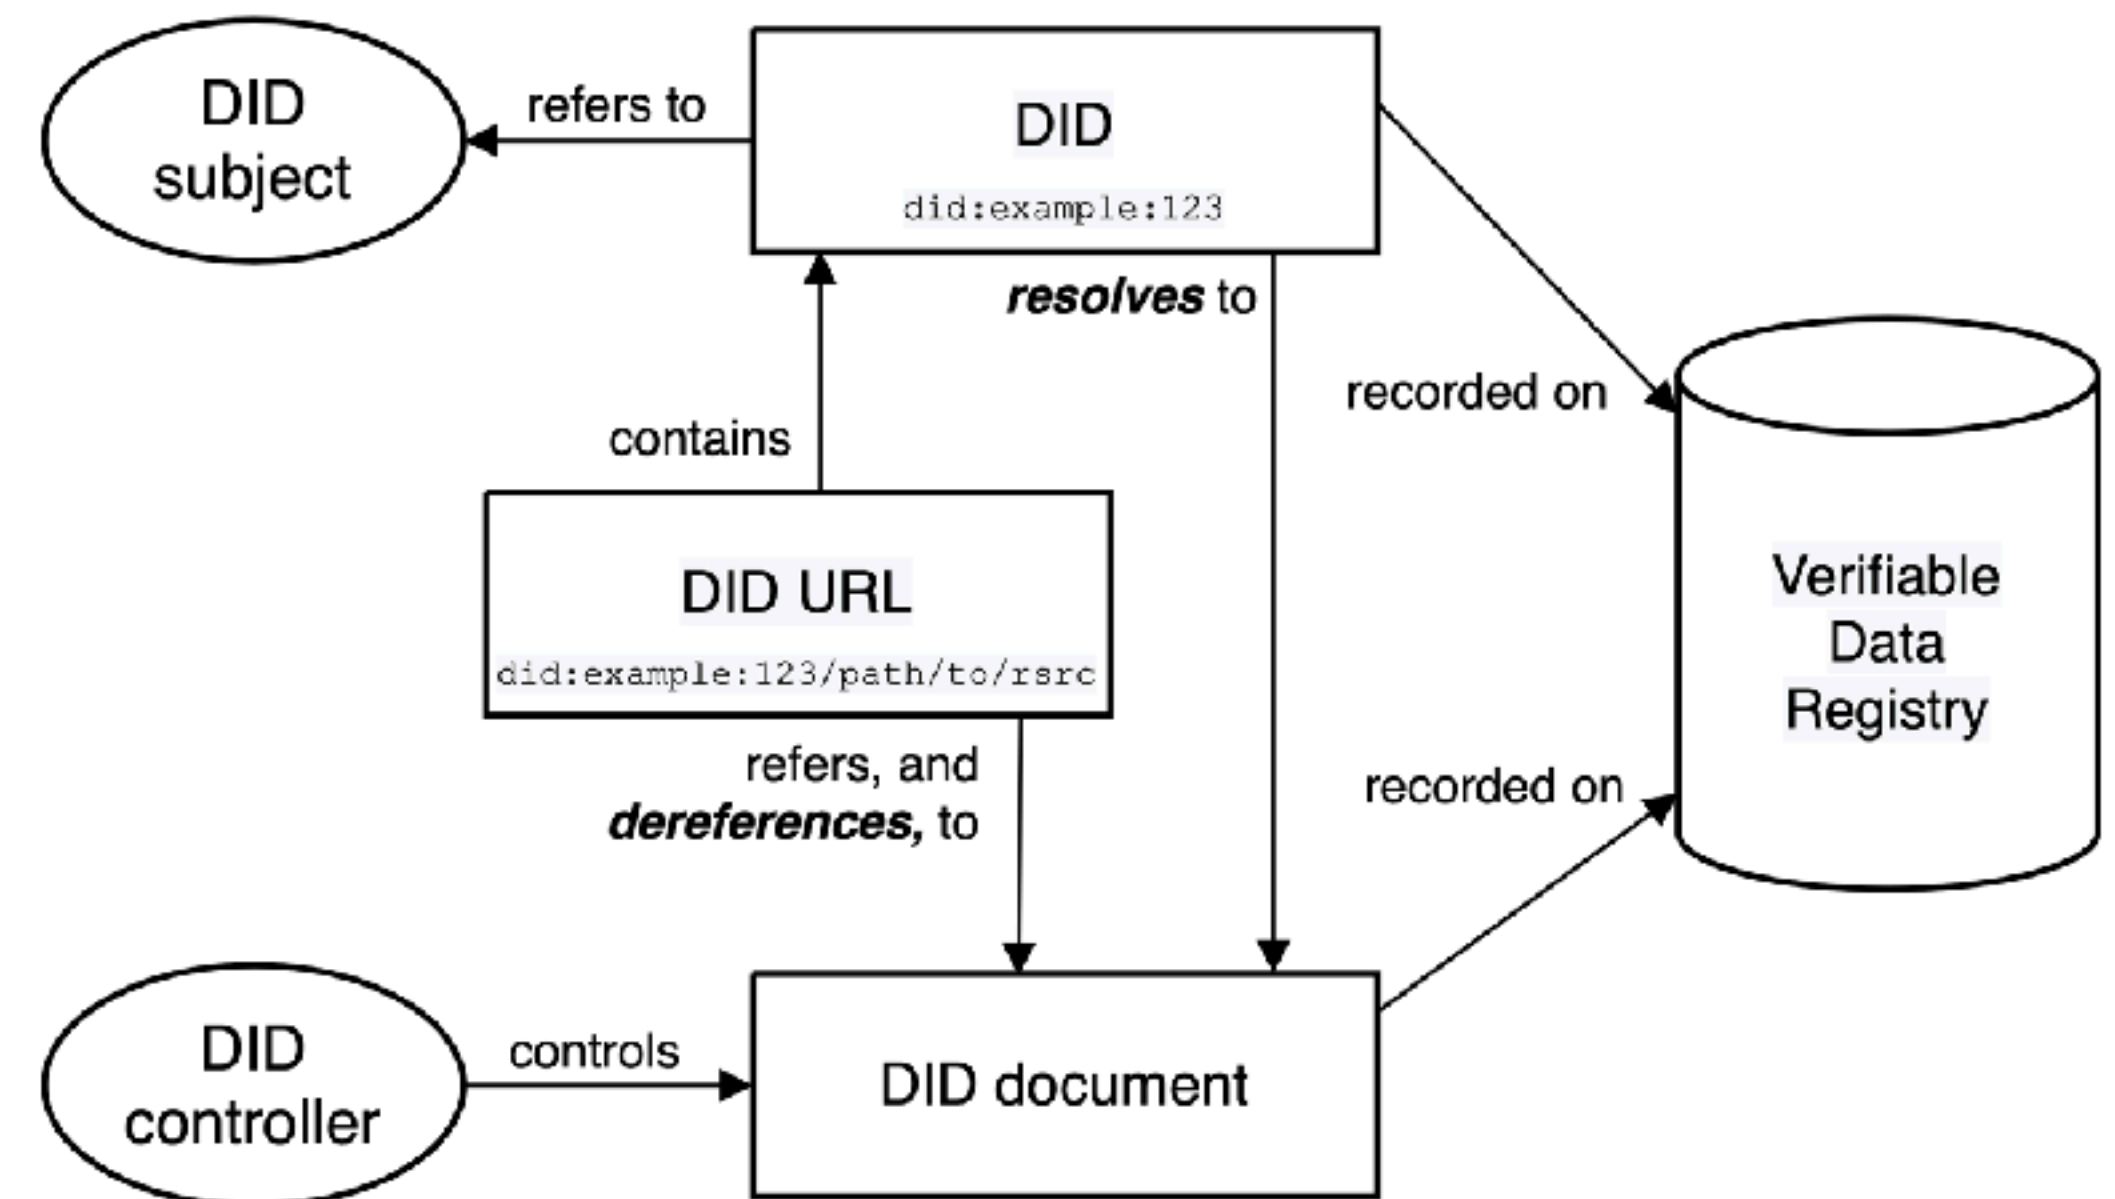 DID
subject
refers to
DID
did:example:123
resolves to
recorded on
contains
DID URL
did:example:123/path/to/rsrc
Verifiable
Data
Registry
refers, and
dereferences, to
recorded on
DID
controller
controls
DID document